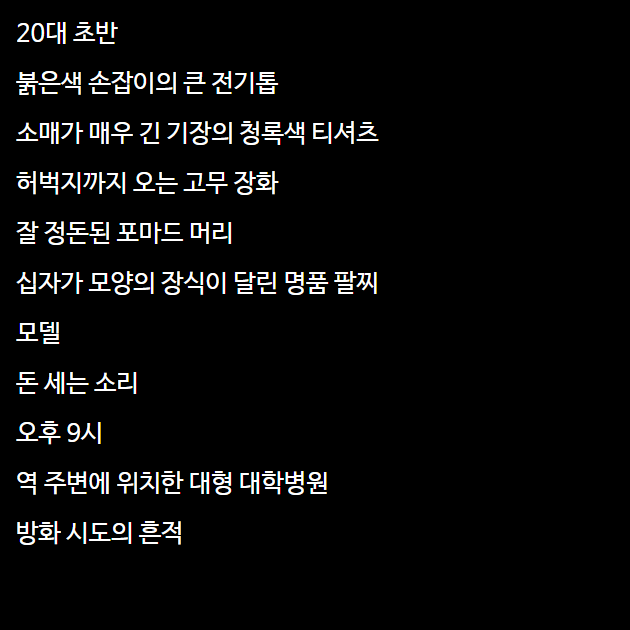 20대 초반
붉은색 손잡이의 큰 전기톱
소매가 매우 긴 기장의 청록색 티셔츠
허벅지까지 오는 고무 장화
잘 정돈된 포마드 머리
십자가 모양의 장식이 달린 명품 팔찌
모델
돈 세는 소리
오후 9시
역 주변에 위치한 대형 대학병원
방화 시도의 흔적